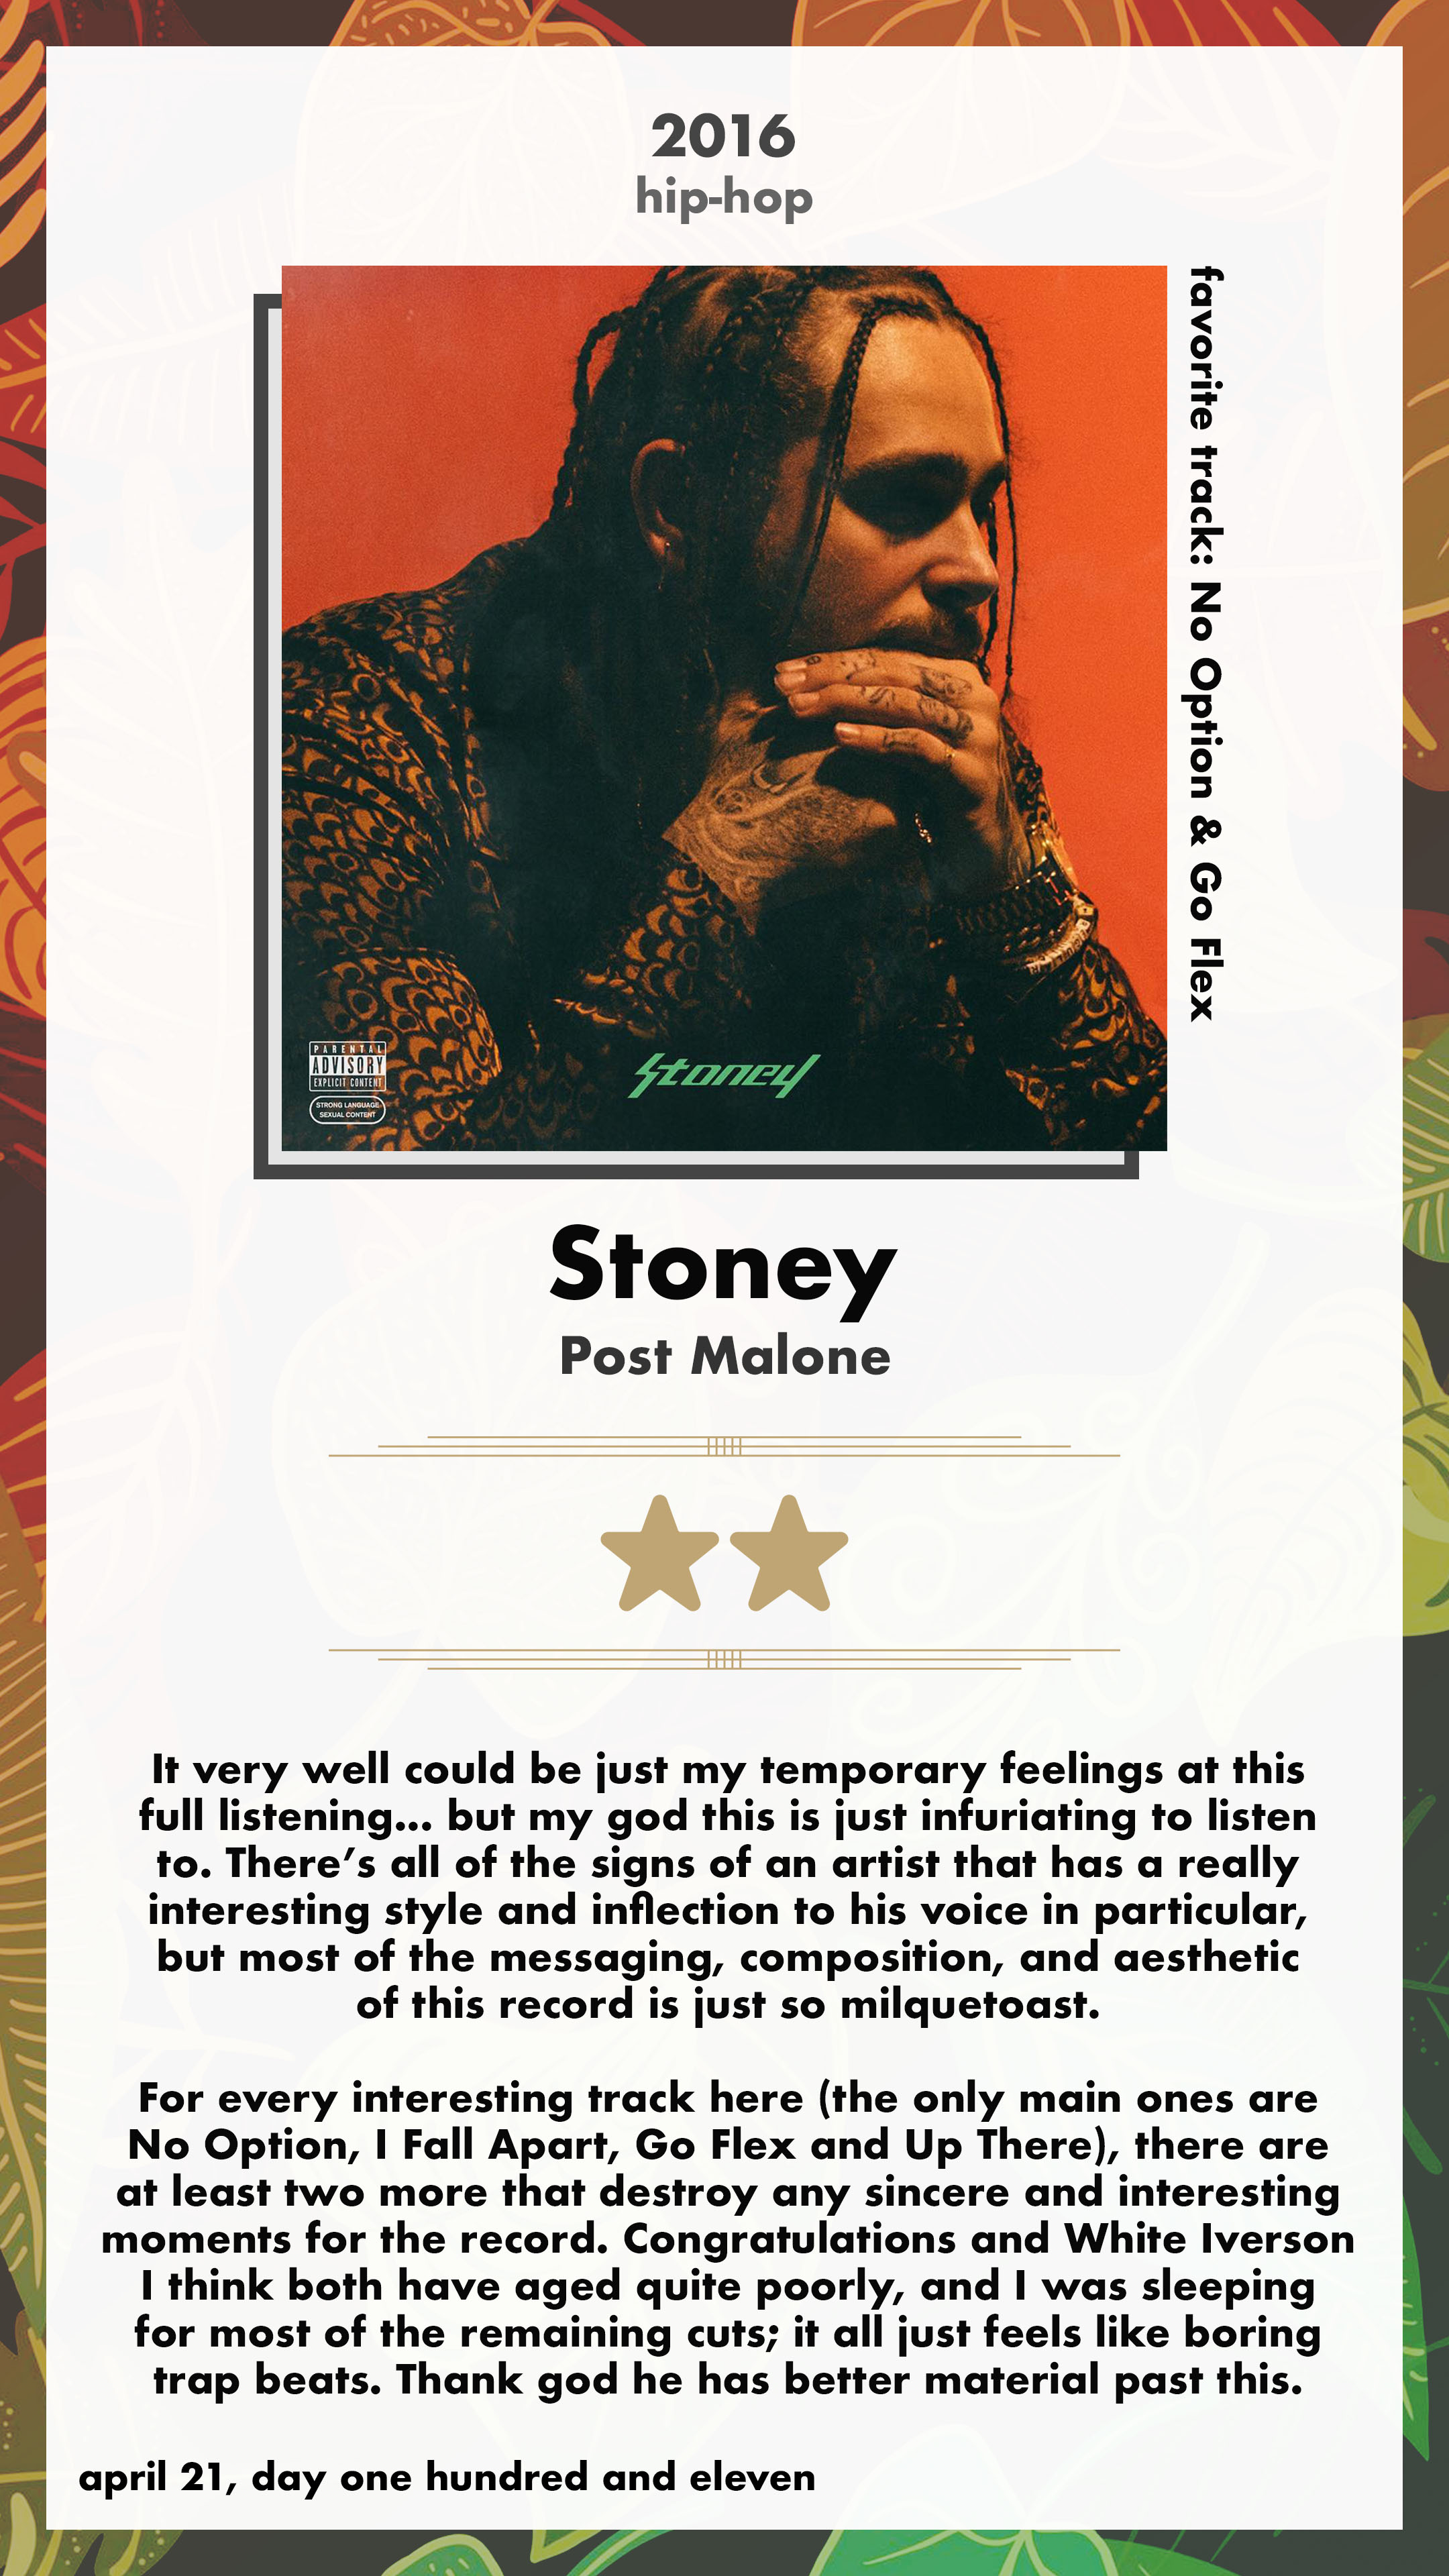 2016
hip-hop
favorite track: No Option & Go Flex
PARENTAL
ADVISORY
EXPLICIT CONTENT
STRONG LANGUAGE
SEXUAL CONTENT
Stoney
Stoney
Post Malone
It very well could be just my temporary feelings at this
full listening... but my god this is just infuriating to listen
to. There’s all of the signs of an artist that has a really
interesting style and inflection to his voice in particular,
but most of the messaging, composition, and aesthetic
of this record is just so milquetoast.
For every interesting track here (the only main ones are
No Option, I Fall Apart, Go Flex and Up There), there are
at least two more that destroy any sincere and interesting
moments for the record. Congratulations and White Iverson
I think both have aged quite poorly, and I was sleeping
for most of the remaining cuts; it all just feels like boring
trap beats. Thank god he has better material past this.
april 21, day one hundred and eleven